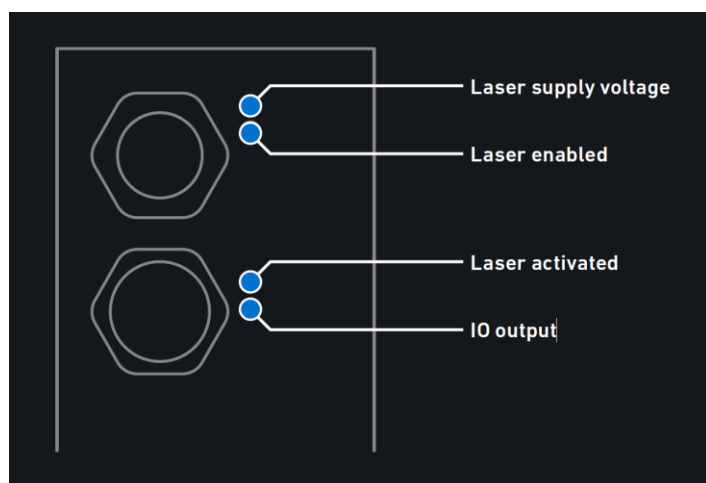 Laser supply voltage
Laser enabled
Laser activated
IO output